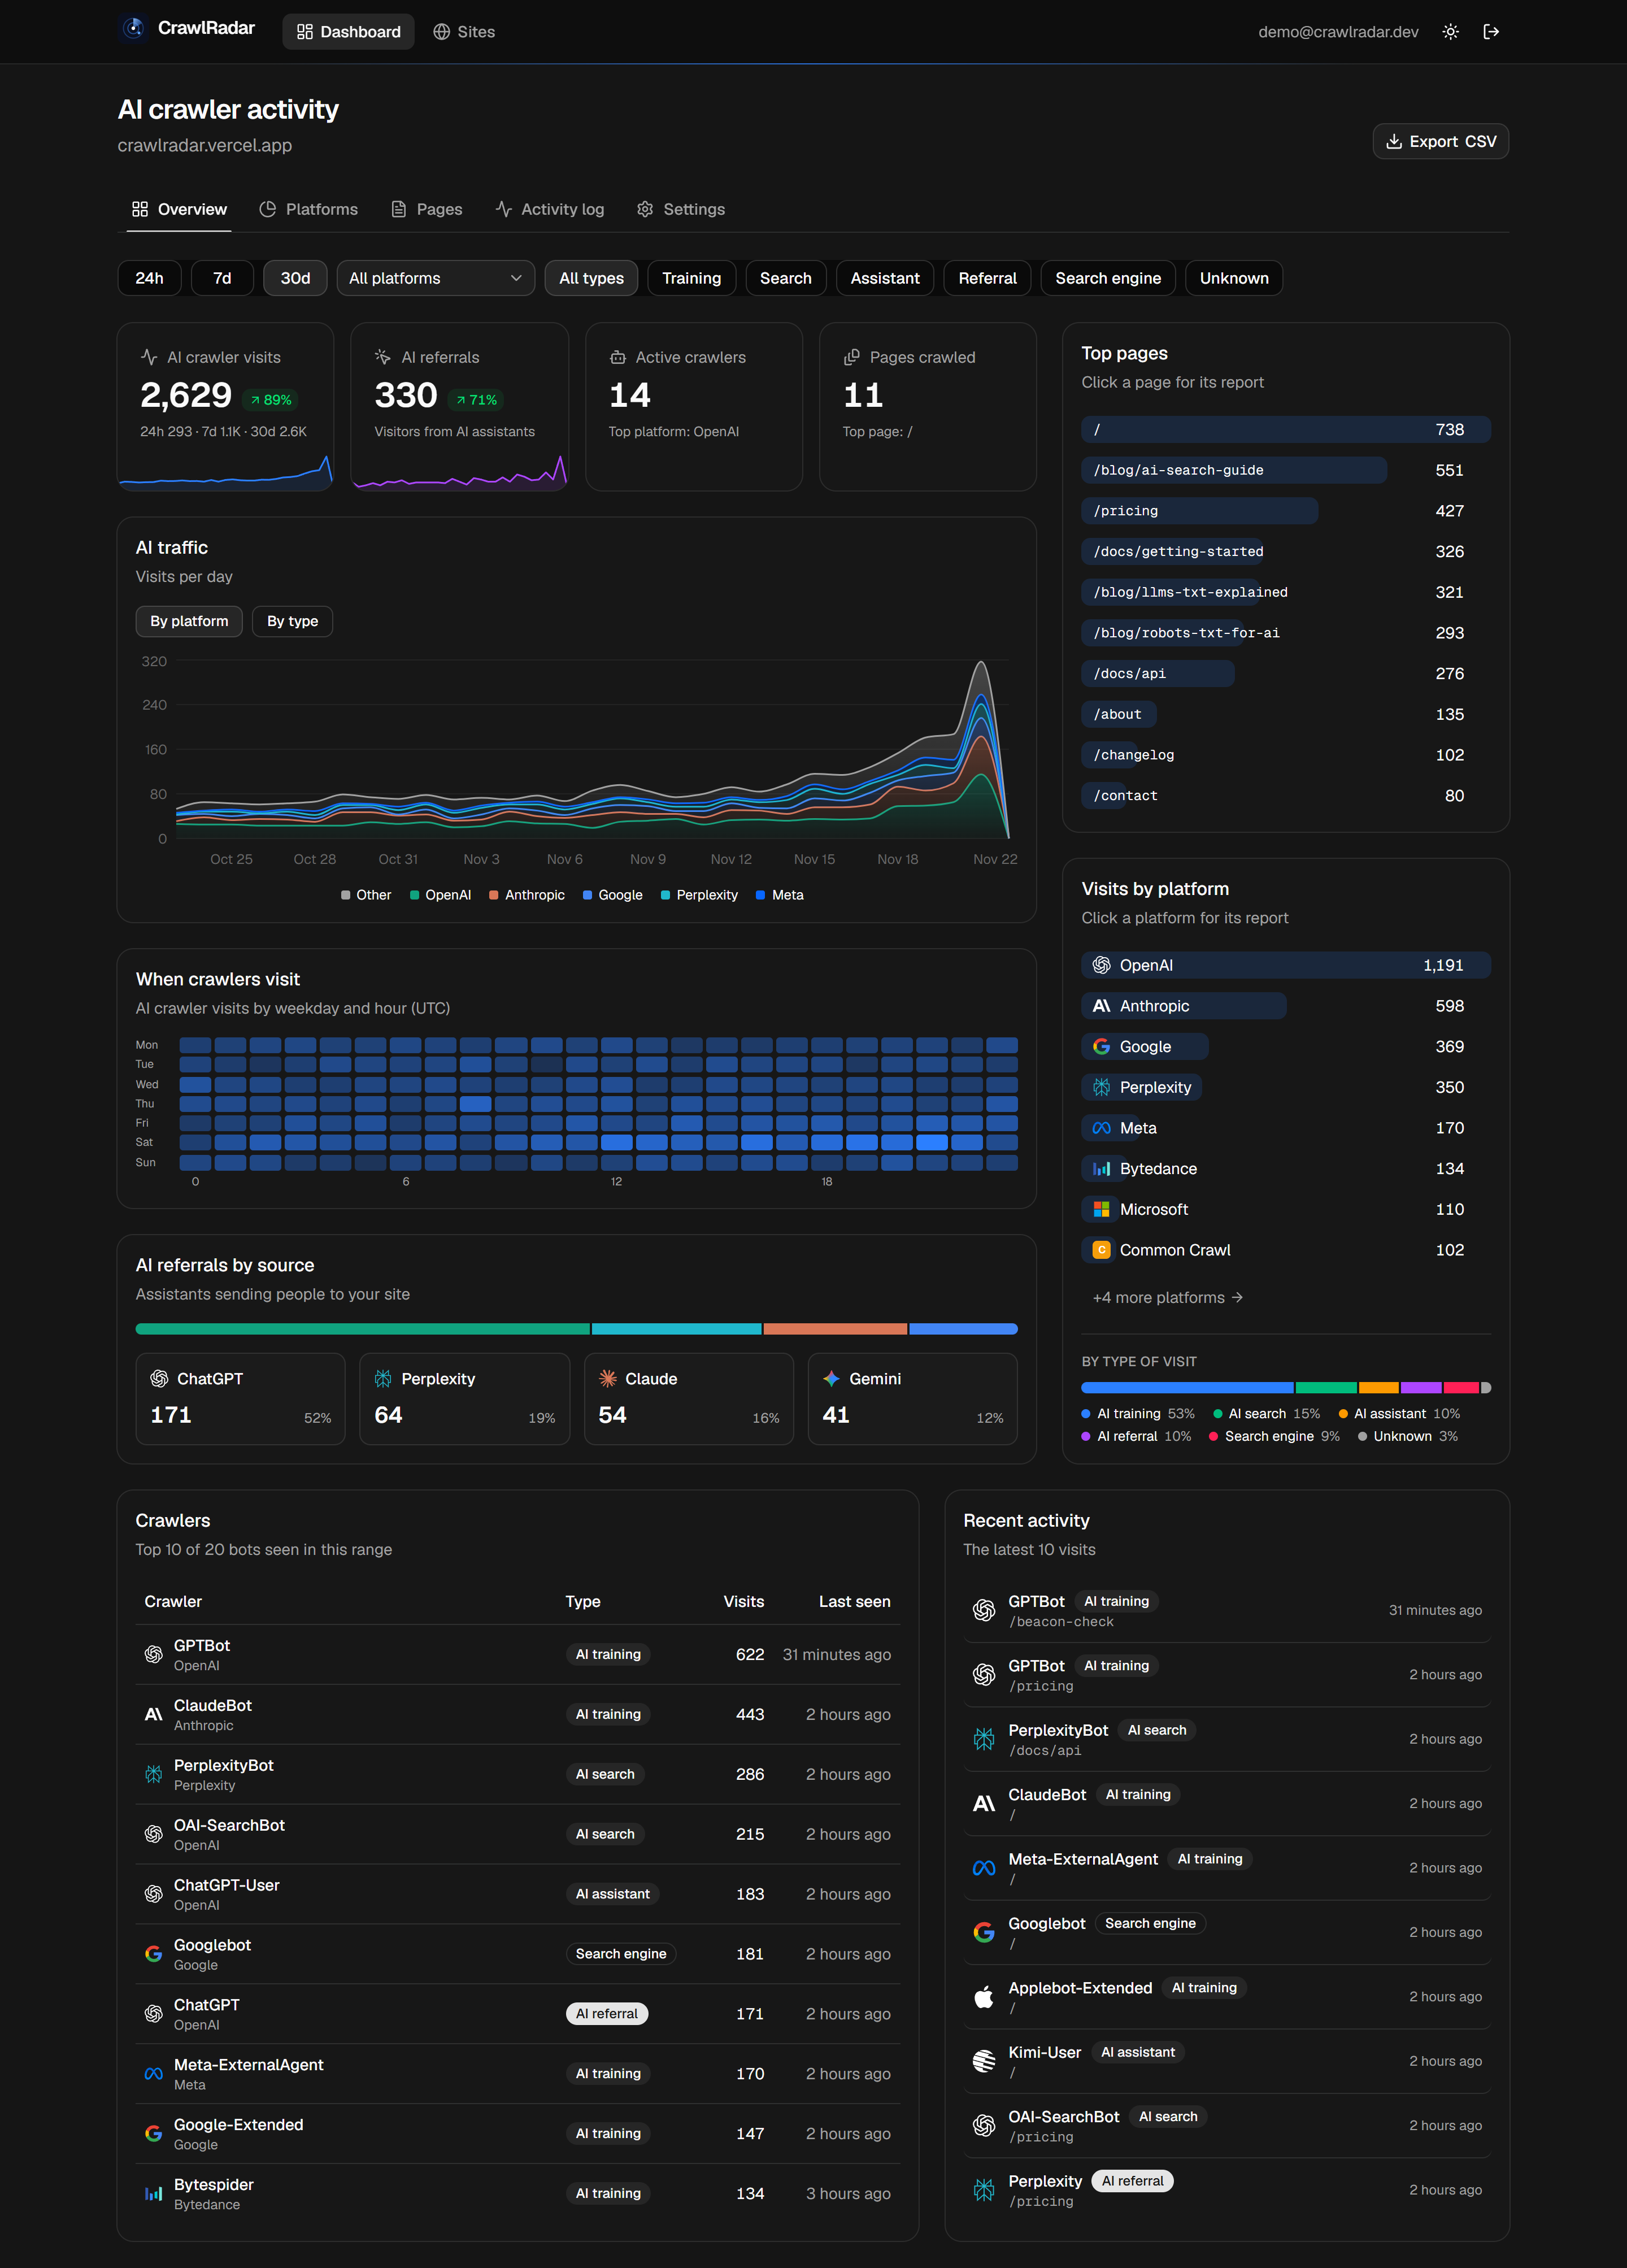 CrawlRadar Dashboard Sites demo@crawlradar.dev
AI crawler activity
crawlradar.vercel.app
Export CSV
Overview Platforms Pages Activity log Settings
24h 7d 30d All platforms All types Training Search Assistant Referral Search engine Unknown
AI crawler visits
2,629 89%
24h 293 · 7d 1.1K · 30d 2.6K
AI referrals
330 71%
Visitors from AI assistants
Active crawlers
14
Top platform: OpenAI
Pages crawled
11
Top page: /
Top pages
Click a page for its report
/ 738
/blog/ai-search-guide 551
/pricing 427
/docs/getting-started 326
/blog/llms-txt-explained 321
/blog/robots-txt-for-ai 293
/docs/api 276
/about 135
/changelog 102
/contact 80
AI traffic
Visits per day
By platform By type
320
240
160
80
0
Oct 25 Oct 28 Oct 31 Nov 3 Nov 6 Nov 9 Nov 12 Nov 15 Nov 18 Nov 22
Other OpenAI Anthropic Google Perplexity Meta
Visits by platform
Click a platform for its report
OpenAI 1,191
Anthropic 598
Google 369
Perplexity 350
Meta 170
Bytedance 134
Microsoft 110
C Common Crawl 102
+4 more platforms
BY TYPE OF VISIT
AI training 53% AI search 15% AI assistant 10%
AI referral 10% Search engine 9% Unknown 3%
When crawlers visit
AI crawler visits by weekday and hour (UTC)
Mon
Tue
Wed
Thu
Fri
Sat
Sun
0 6 12 18
AI referrals by source
Assistants sending people to your site
ChatGPT
171 52%
Perplexity
64 19%
Claude
54 16%
Gemini
41 12%
Crawlers
Top 10 of 20 bots seen in this range
Crawler Type Visits Last seen
GPTBot
OpenAI
AI training 622 31 minutes ago
ClaudeBot
Anthropic
AI training 443 2 hours ago
PerplexityBot
Perplexity
AI search 286 2 hours ago
OAI-SearchBot
OpenAI
AI search 215 2 hours ago
ChatGPT-User
OpenAI
AI assistant 183 2 hours ago
Googlebot
Google
Search engine 181 2 hours ago
ChatGPT
OpenAI
AI referral 171 2 hours ago
Meta-ExternalAgent
Meta
AI training 170 2 hours ago
Google-Extended
Google
AI training 147 2 hours ago
Bytespider
Bytedance
AI training 134 3 hours ago
Recent activity
The latest 10 visits
GPTBot AI training
/beacon-check
31 minutes ago
GPTBot AI training
/pricing
2 hours ago
PerplexityBot AI search
/docs/api
2 hours ago
ClaudeBot AI training
/
2 hours ago
Meta-ExternalAgent AI training
/
2 hours ago
Googlebot Search engine
/
2 hours ago
Applebot-Extended AI training
/
2 hours ago
Kimi-User AI assistant
/
2 hours ago
OAI-SearchBot AI search
/pricing
2 hours ago
Perplexity AI referral
/pricing
2 hours ago